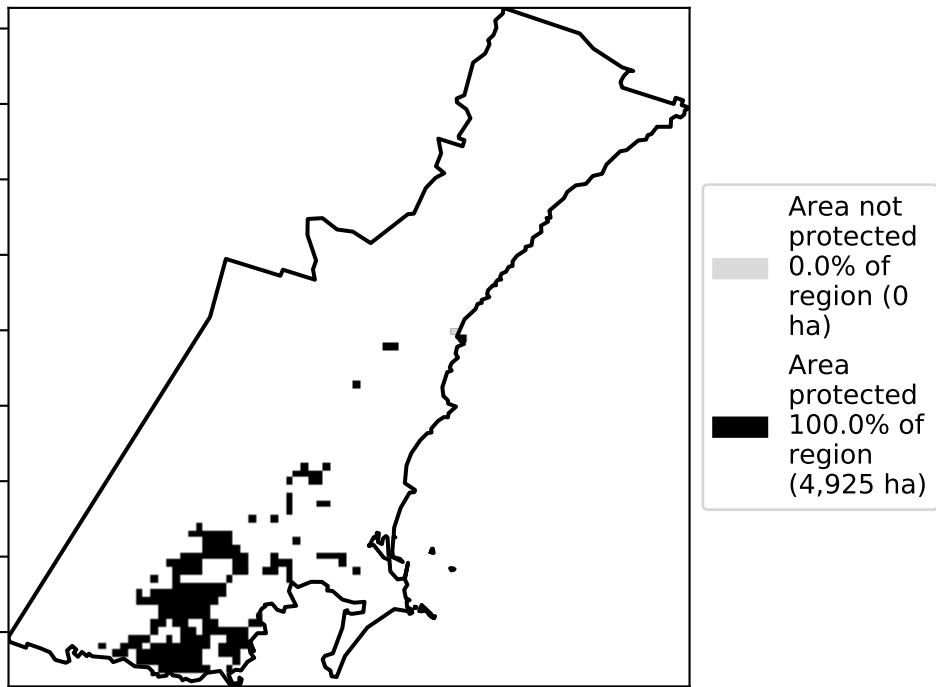 Area not
protected
0.0% of
region (0
ha)
Area
protected
100.0% of
region
(4,925 ha)